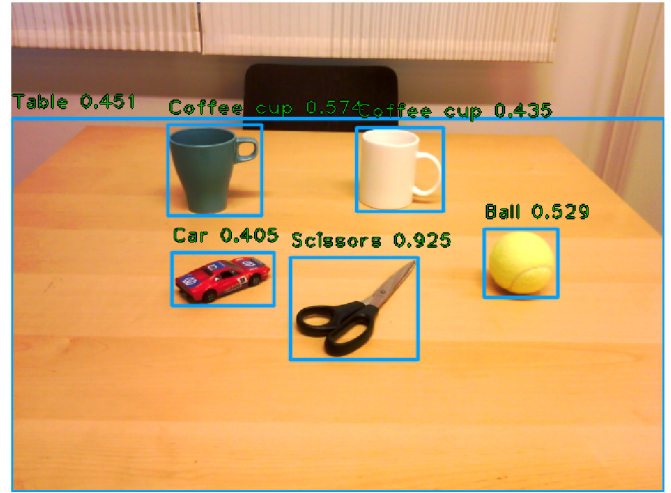 Table 0.451
Coffee cup 0.574
Coffee cup 0.435
Ball 0.529
Car 0.405
Scissors 0.925